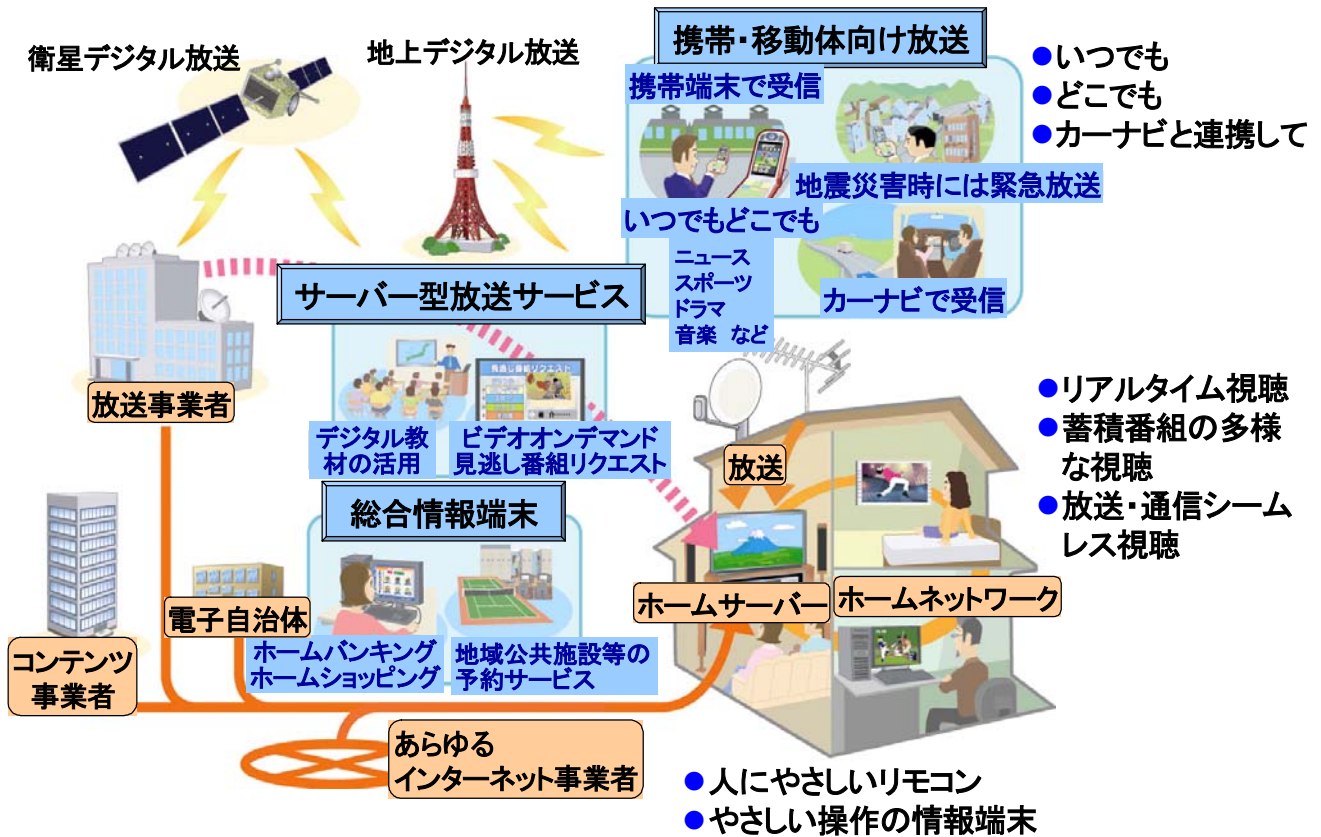 衛星デジタル放送
地上デジタル放送
携帯・移動体向け放送
携帯端末で受信
地震災害時には緊急放送
いつでもどこでも
ニュース
スポーツ
ドラマ
音楽 など
カーナビで受信
●いつでも
●どこでも
●カーナビと連携して
サーバー型放送サービス
見逃し番組リクエスト
デジタル教
材の活用
ビデオオンデマンド
見逃し番組リクエスト
放送事業者
総合情報端末
ホームバンキング
ホームショッピング
地域公共施設等の
予約サービス
電子自治体
コンテンツ
事業者
あらゆる
インターネット事業者
放送
ホームサーバー
ホームネットワーク
●リアルタイム視聴
●蓄積番組の多様
な視聴
●放送・通信シーム
レス視聴
●人にやさしいリモコン
●やさしい操作の情報端末